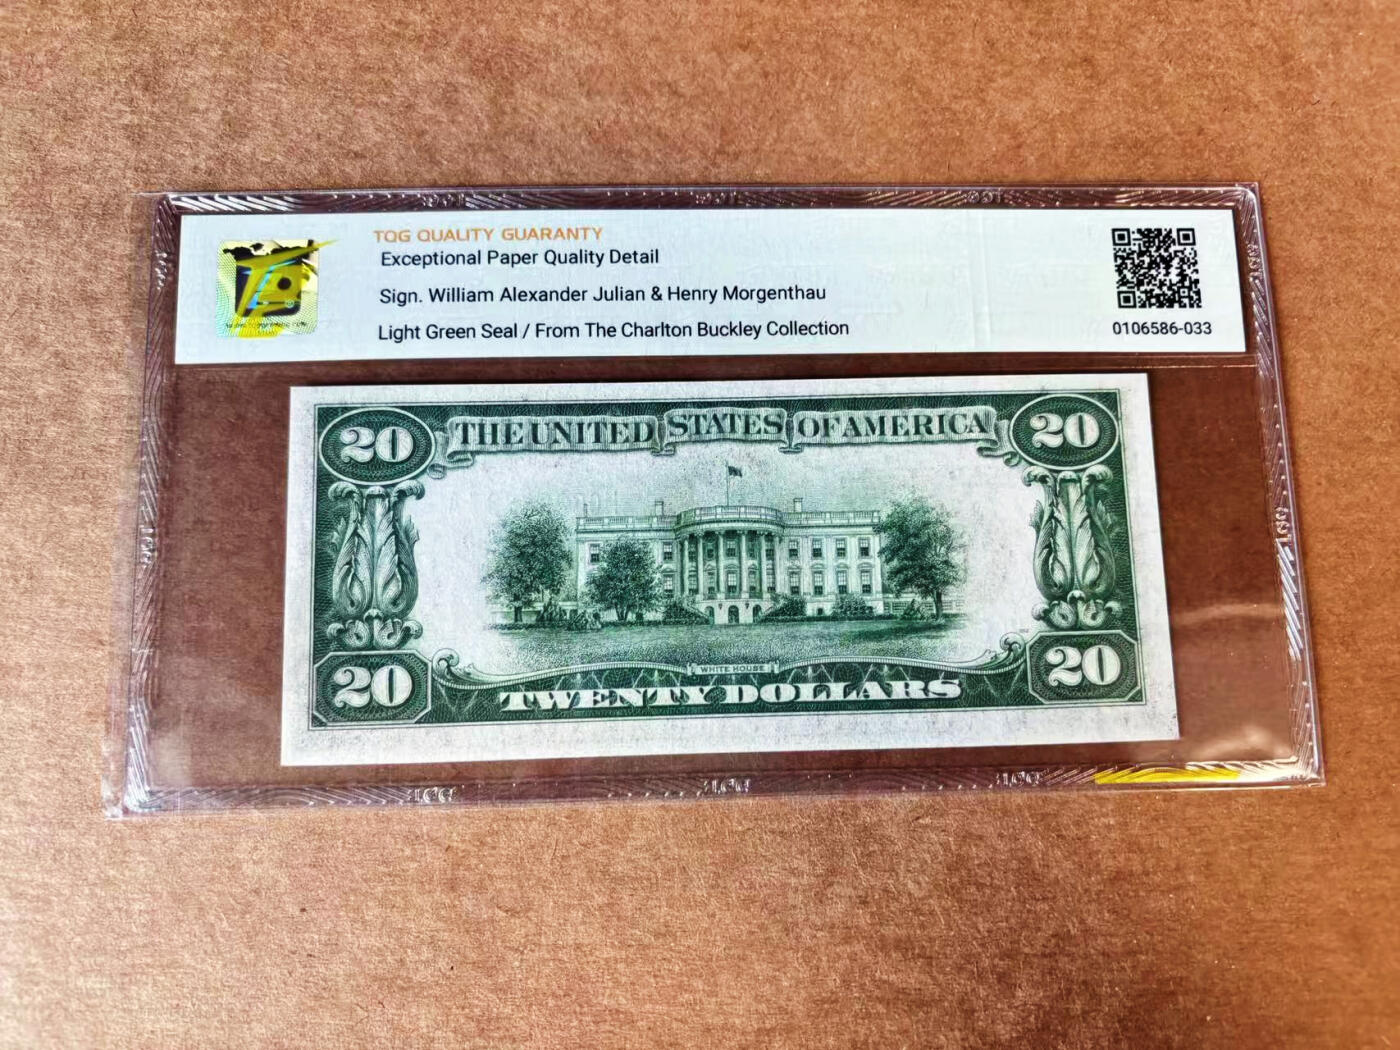 TQG QUALITY GUARANTY
Exceptional Paper Quality Detail
Sign. William Alexander Julian & Henry Morgenthau
Light Green Seal / From The Charlton Buckley Collection
0106586-033
20 THE UNITED STATES OF AMERICA 20
WHITE HOUSE
20 TWENTY DOLLARS 20